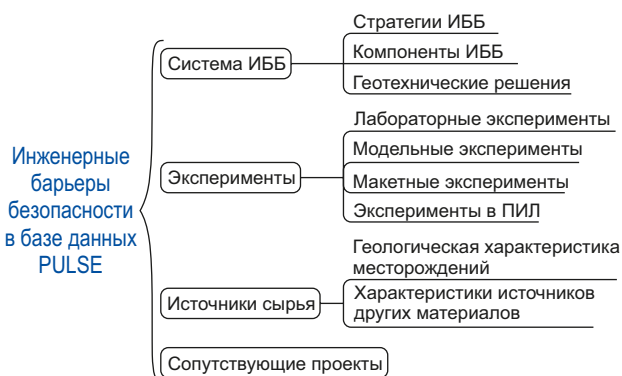 Инженерные
барьеры
безопасности
в базе данных
PULSE
Система ИББ
Стратегии ИББ
Компоненты ИББ
Геотехнические решения
Эксперименты
Лабораторные эксперименты
Модельные эксперименты
Макетные эксперименты
Эксперименты в ПИЛ
Источники сырья
Геологическая характеристика
месторождений
Характеристики источников
других материалов
Сопутствующие проекты